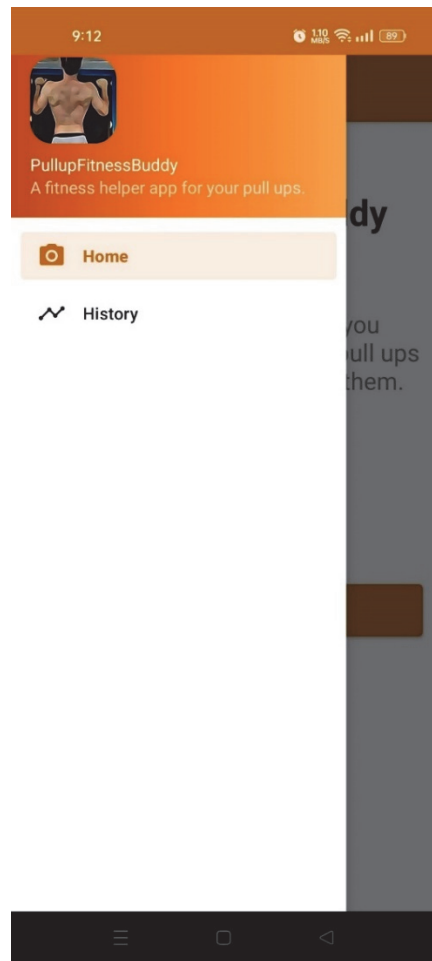 9:12
1.10
MB/S
89
PullupFitnessBuddy
A fitness helper app for your pull ups.
dy
Home
History
you
pull ups
them.